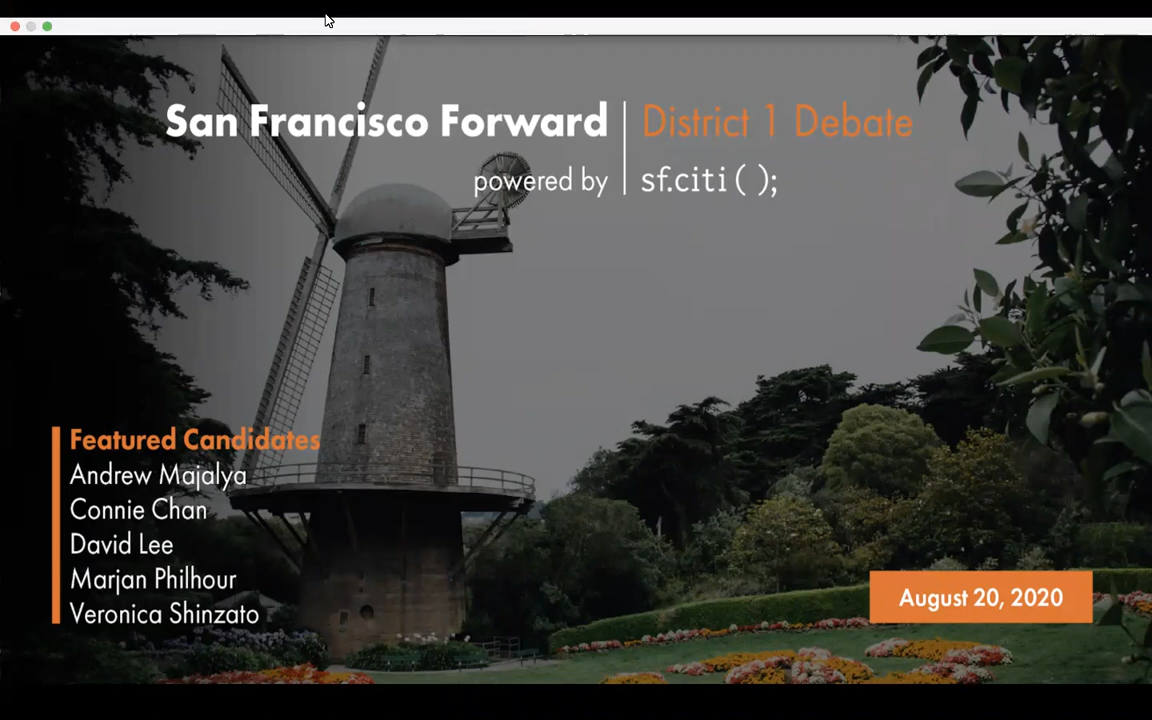 San Francisco Forward | District 1 Debate
powered by | sf.citi ( );
Featured Candidates
Andrew Majalya
Connie Chan
David Lee
Marjan Philhour
Veronica Shinzato
August 20, 2020